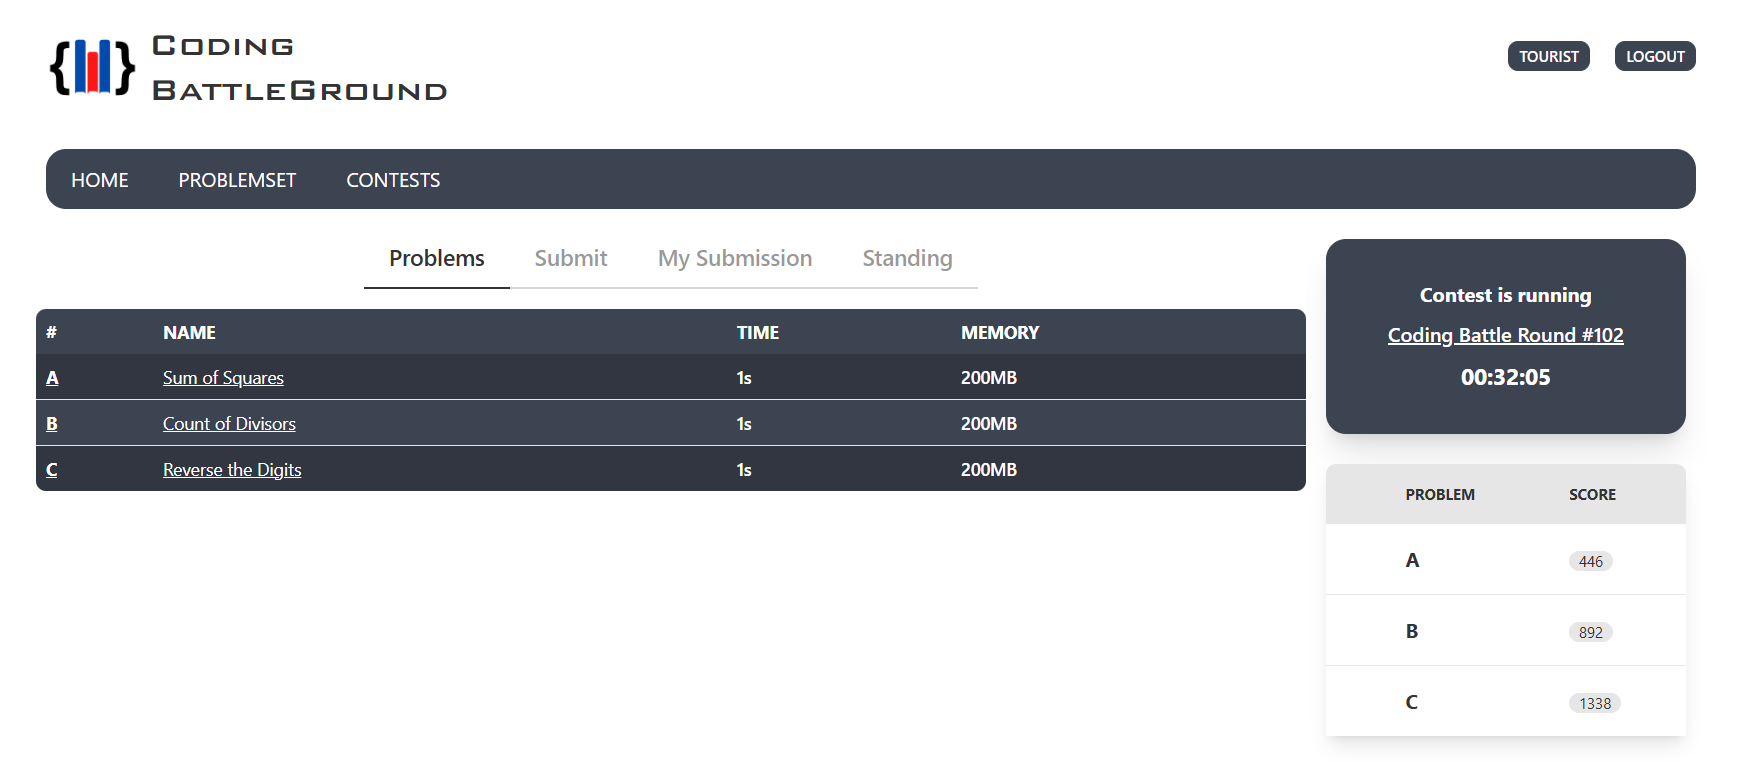 Coding
BattleGround
TOURIST
LOGOUT
HOME PROBLEMSET CONTESTS
Problems Submit My Submission Standing
# NAME TIME MEMORY
A Sum of Squares 1s 200MB
B Count of Divisors 1s 200MB
C Reverse the Digits 1s 200MB
Contest is running
Coding Battle Round #102
00:32:05
PROBLEM SCORE
A 446
B 892
C 1338